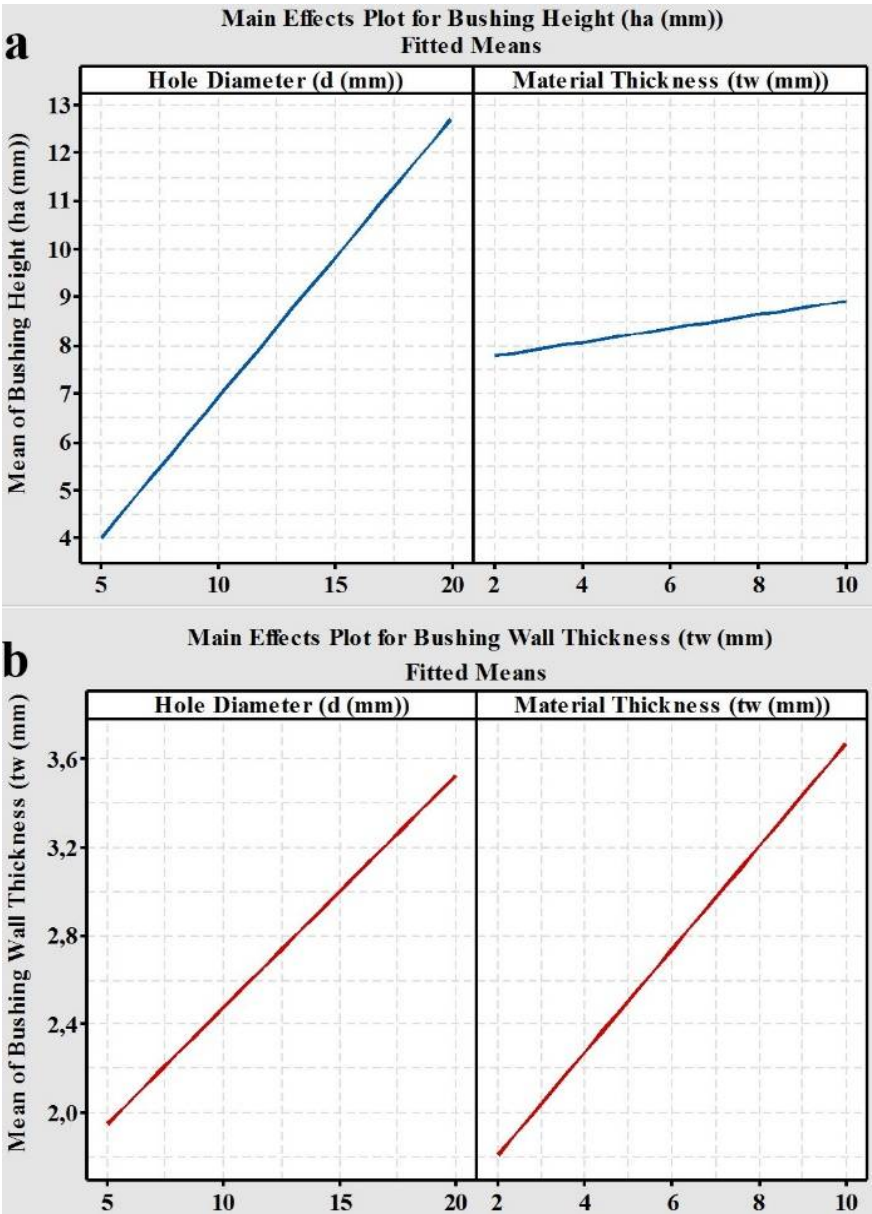 a
Main Effects Plot for Bushing Height (ha (mm))
Fitted Means
Hole Diameter (d (mm)) Material Thickness (tw (mm))
Mean of Bushing Height (ha (mm))
13
12
11
10
9
8
7
6
5
4
5 10 15 20 2 4 6 8 10
b
Main Effects Plot for Bushing Wall Thickness (tw (mm)
Fitted Means
Hole Diameter (d (mm)) Material Thickness (tw (mm))
Mean of Bushing Wall Thickness (tw (mm)
3,6
3,2
2,8
2,4
2,0
5 10 15 20 2 4 6 8 10